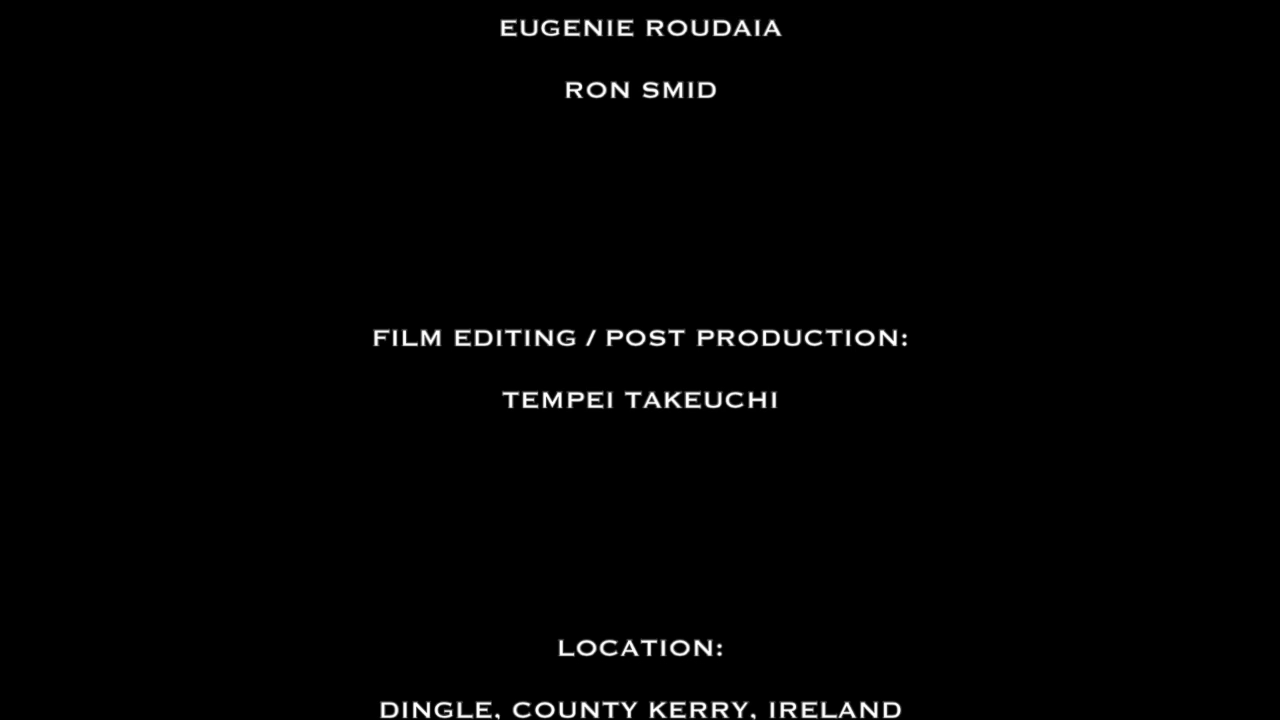 EUGENIE ROUDAIA
RON SMID
FILM EDITING / POST PRODUCTION:
TEMPEI TAKEUCHI
LOCATION:
DINGLE, COUNTY KERRY, IRELAND